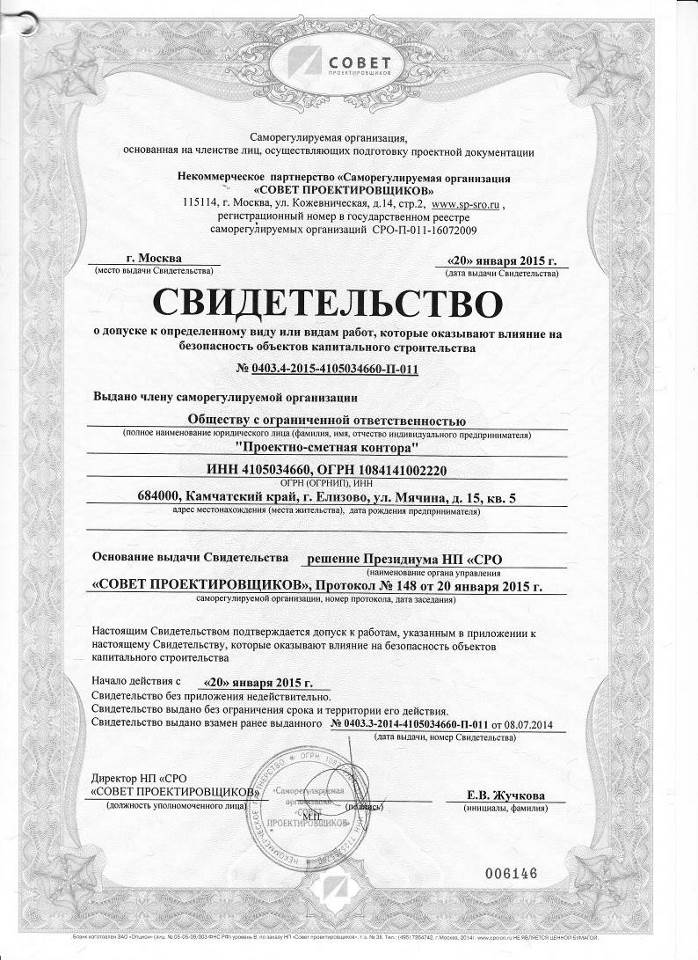 СОВЕТ
ПРОЕКТИРОВЩИКОВ
Саморегулируемая организация,
основанная на членстве лиц, осуществляющих подготовку проектной документации
Некоммерческое партнерство «Саморегулируемая организация
«СОВЕТ ПРОЕКТИРОВЩИКОВ»
115114, г. Москва, ул. Кожевническая, д.14, стр.2, www.sp-sro.ru ,
регистрационный номер в государственном реестре
саморегулируемых организаций СРО-П-011-16072009
г. Москва «20» января 2015 г.
(место выдачи Свидетельства) (дата выдачи Свидетельства)
СВИДЕТЕЛЬСТВО
о допуске к определенному виду или видам работ, которые оказывают влияние на
безопасность объектов капитального строительства
№ 0403.4-2015-4105034660-П-011
Выдано члену саморегулируемой организации
Обществу с ограниченной ответственностью
(полное наименование юридического лица (фамилия, имя, отчество индивидуального предпринимателя)
"Проектно-сметная контора"
ИНН 4105034660, ОГРН 1084141002220
ОГРН (ОГРНИП), ИНН
684000, Камчатский край, г. Елизово, ул. Мячина, д. 15, кв. 5
адрес местонахождения (места жительства), дата рождения предпринимателя)
Основание выдачи Свидетельства решение Президиума НП «СРО
(наименование органа управления
«СОВЕТ ПРОЕКТИРОВЩИКОВ», Протокол № 148 от 20 января 2015 г.
саморегулируемой организации, номер протокола, дата заседания)
Настоящим Свидетельством подтверждается допуск к работам, указанным в приложении к
настоящему Свидетельству, которые оказывают влияние на безопасность объектов
капитального строительства
Начало действия с «20» января 2015 г.
Свидетельство без приложения недействительно.
Свидетельство выдано без ограничения срока и территории его действия.
Свидетельство выдано взамен ранее выданного № 0403.3-2014-4105034660-П-011 от 08.07.2014
(дата выдачи, номер Свидетельства)
Директор НП «СРО
«СОВЕТ ПРОЕКТИРОВЩИКОВ» Е.В. Жучкова
(должность уполномоченного лица) (подпись) (инициалы, фамилия)
М.П.
«Саморегулируемая
организация
«СОВЕТ
ПРОЕКТИРОВЩИКОВ»
НЕКОММЕРЧЕСКОЕ ПАРТНЕРСТВО
006146